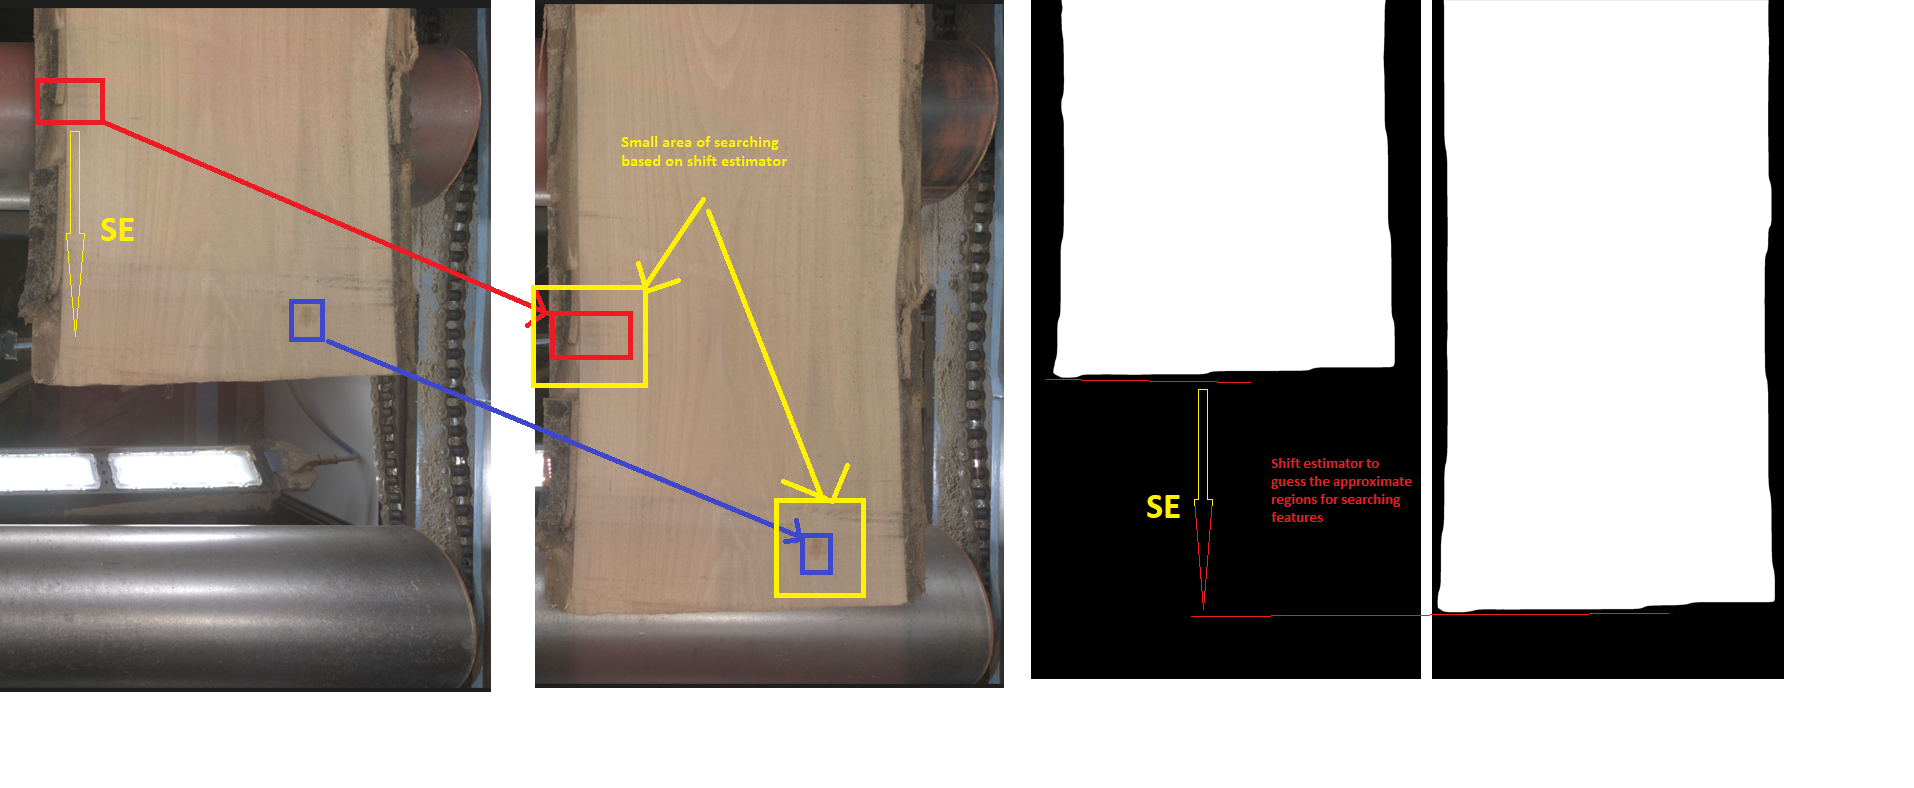 SE
Small area of searching
based on shift estimator
SE
Shift estimator to
guess the approximate
regions for searching
features